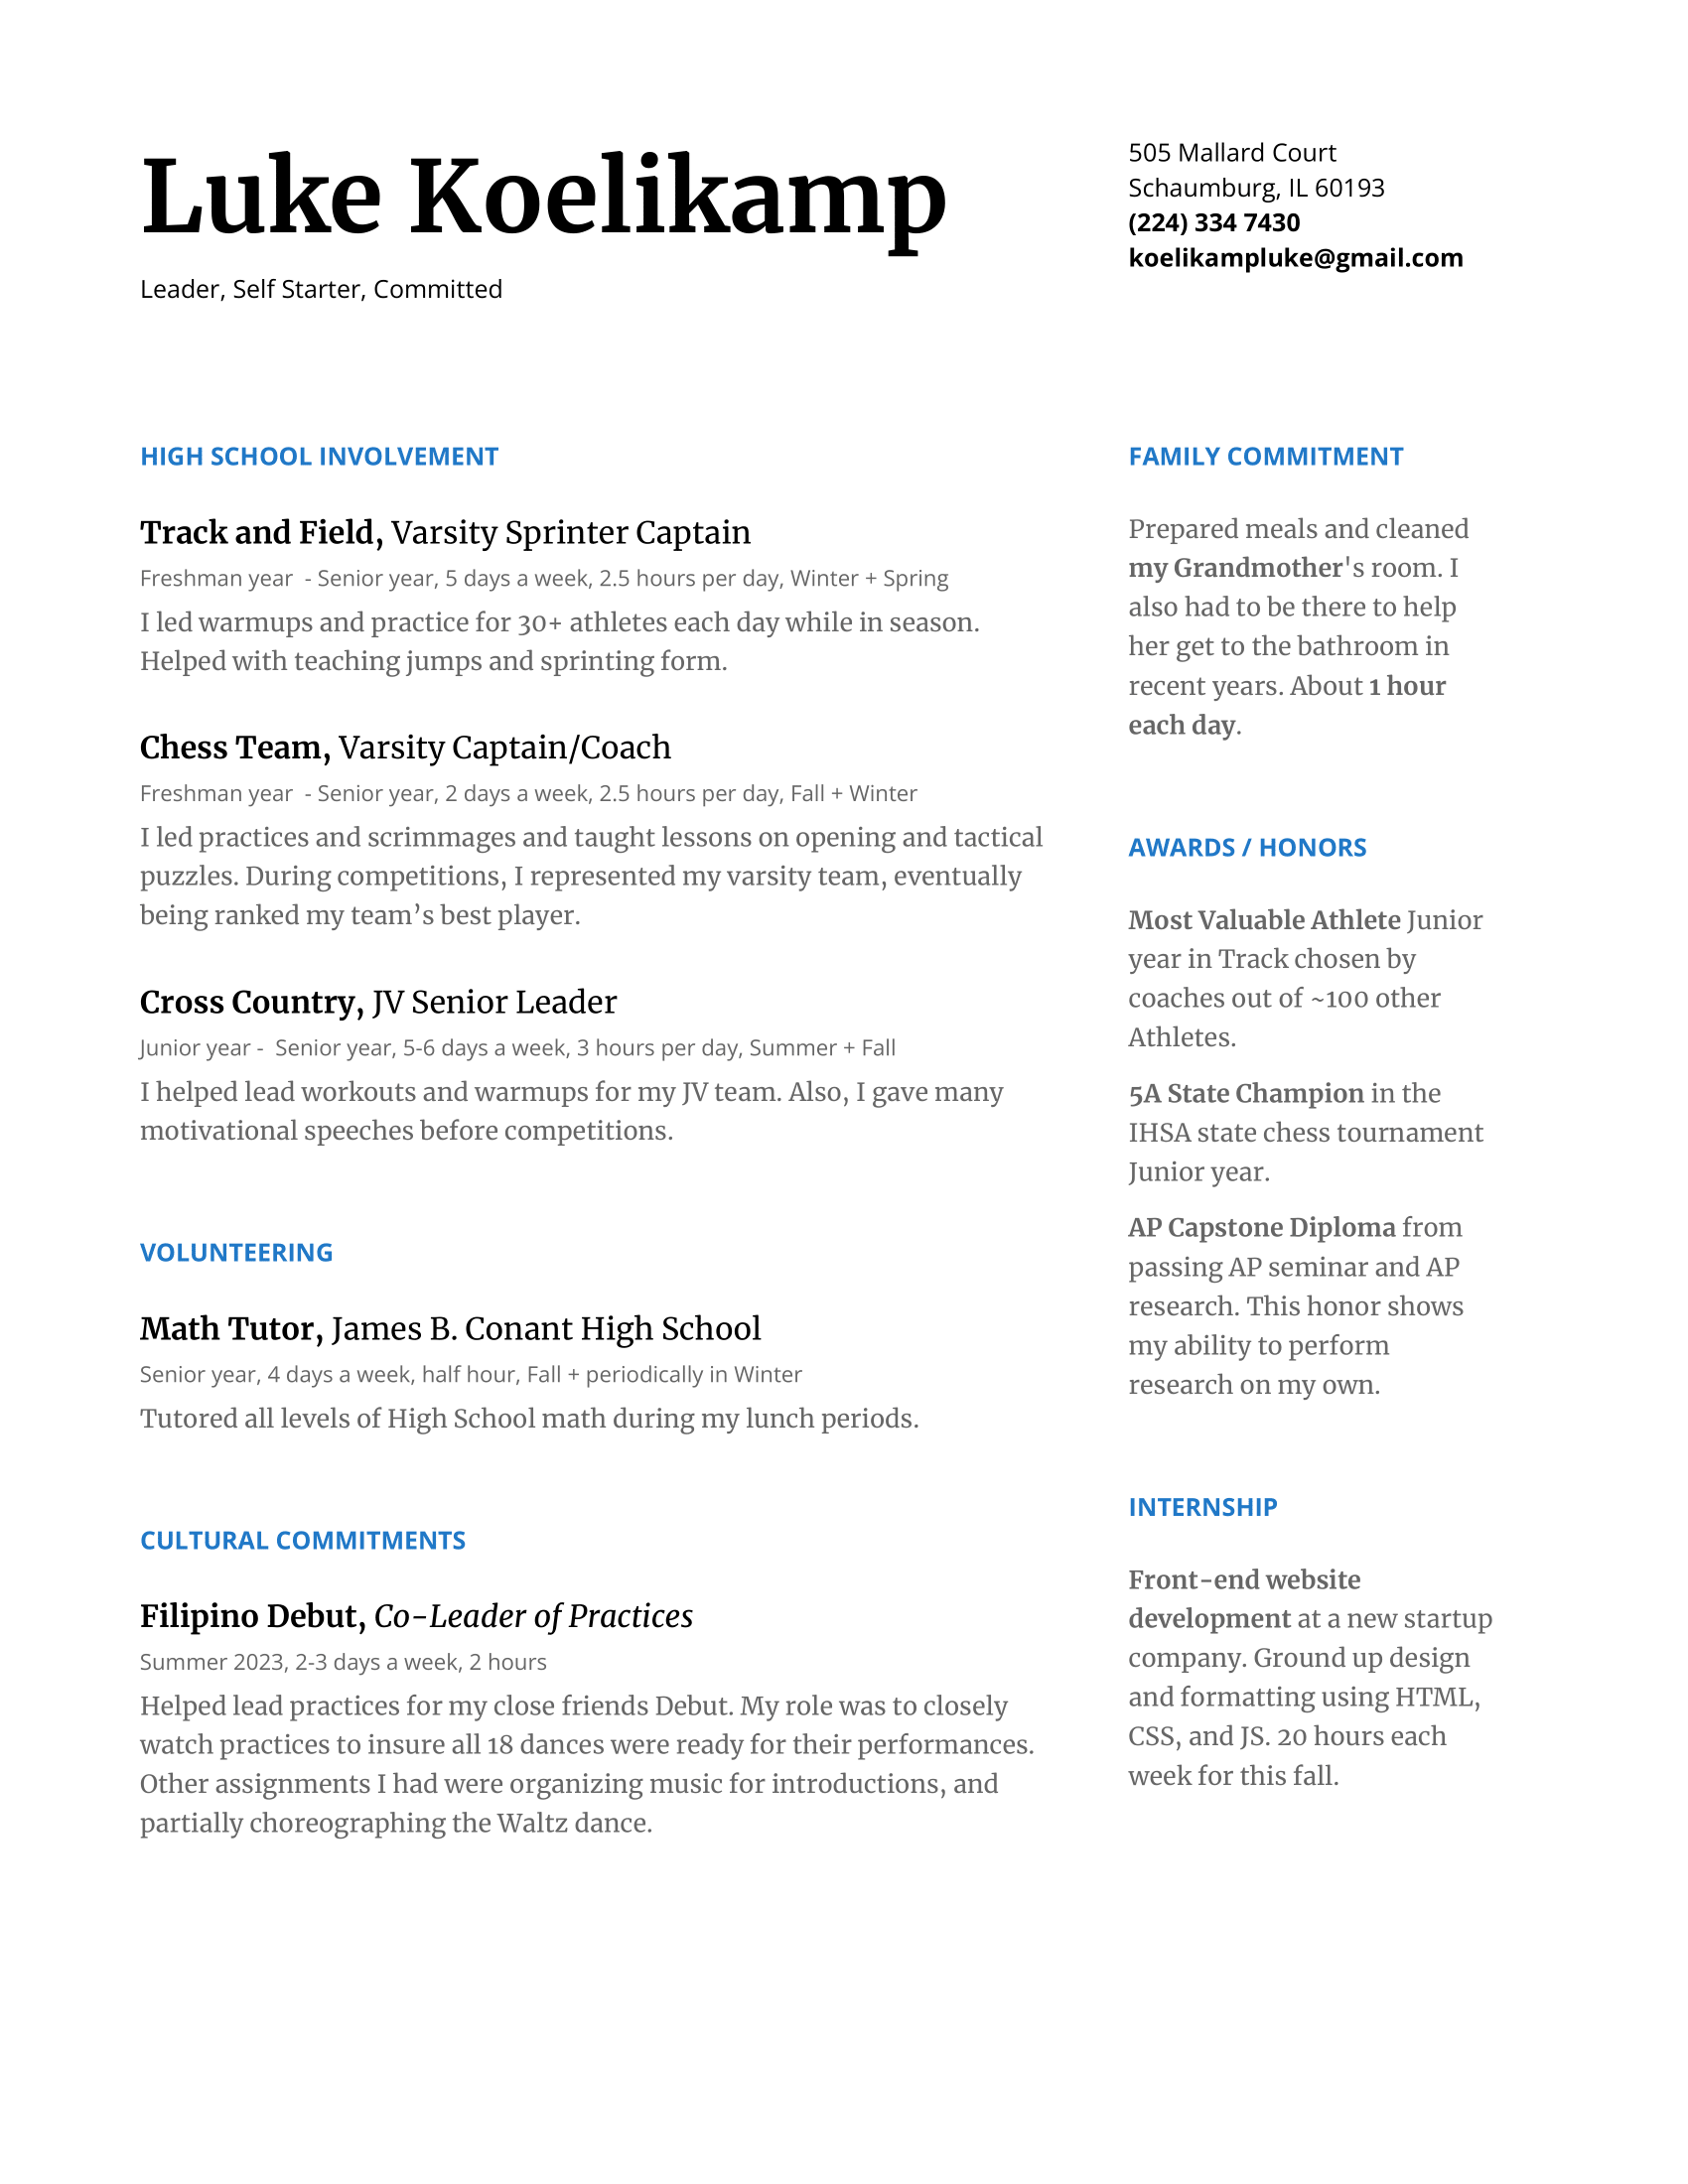 Luke Koelikamp
Leader, Self Starter, Committed
505 Mallard Court
Schaumburg, IL 60193
(224) 334 7430
koelikampluke@gmail.com
HIGH SCHOOL INVOLVEMENT
Track and Field, Varsity Sprinter Captain
Freshman year  - Senior year, 5 days a week, 2.5 hours per day, Winter + Spring
I led warmups and practice for 30+ athletes each day while in season.
Helped with teaching jumps and sprinting form.
Chess Team, Varsity Captain/Coach
Freshman year  - Senior year, 2 days a week, 2.5 hours per day, Fall + Winter
I led practices and scrimmages and taught lessons on opening and tactical
puzzles. During competitions, I represented my varsity team, eventually
being ranked my team’s best player.
Cross Country, JV Senior Leader
Junior year -  Senior year, 5-6 days a week, 3 hours per day, Summer + Fall
I helped lead workouts and warmups for my JV team. Also, I gave many
motivational speeches before competitions.
VOLUNTEERING
Math Tutor, James B. Conant High School
Senior year, 4 days a week, half hour, Fall + periodically in Winter
Tutored all levels of High School math during my lunch periods.
CULTURAL COMMITMENTS
Filipino Debut, Co-Leader of Practices
Summer 2023, 2-3 days a week, 2 hours
Helped lead practices for my close friends Debut. My role was to closely
watch practices to insure all 18 dances were ready for their performances.
Other assignments I had were organizing music for introductions, and
partially choreographing the Waltz dance.
FAMILY COMMITMENT
Prepared meals and cleaned
my Grandmother's room. I
also had to be there to help
her get to the bathroom in
recent years. About 1 hour
each day.
AWARDS / HONORS
Most Valuable Athlete Junior
year in Track chosen by
coaches out of ~100 other
Athletes.
5A State Champion in the
IHSA state chess tournament
Junior year.
AP Capstone Diploma from
passing AP seminar and AP
research. This honor shows
my ability to perform
research on my own.
INTERNSHIP
Front-end website
development at a new startup
company. Ground up design
and formatting using HTML,
CSS, and JS. 20 hours each
week for this fall.